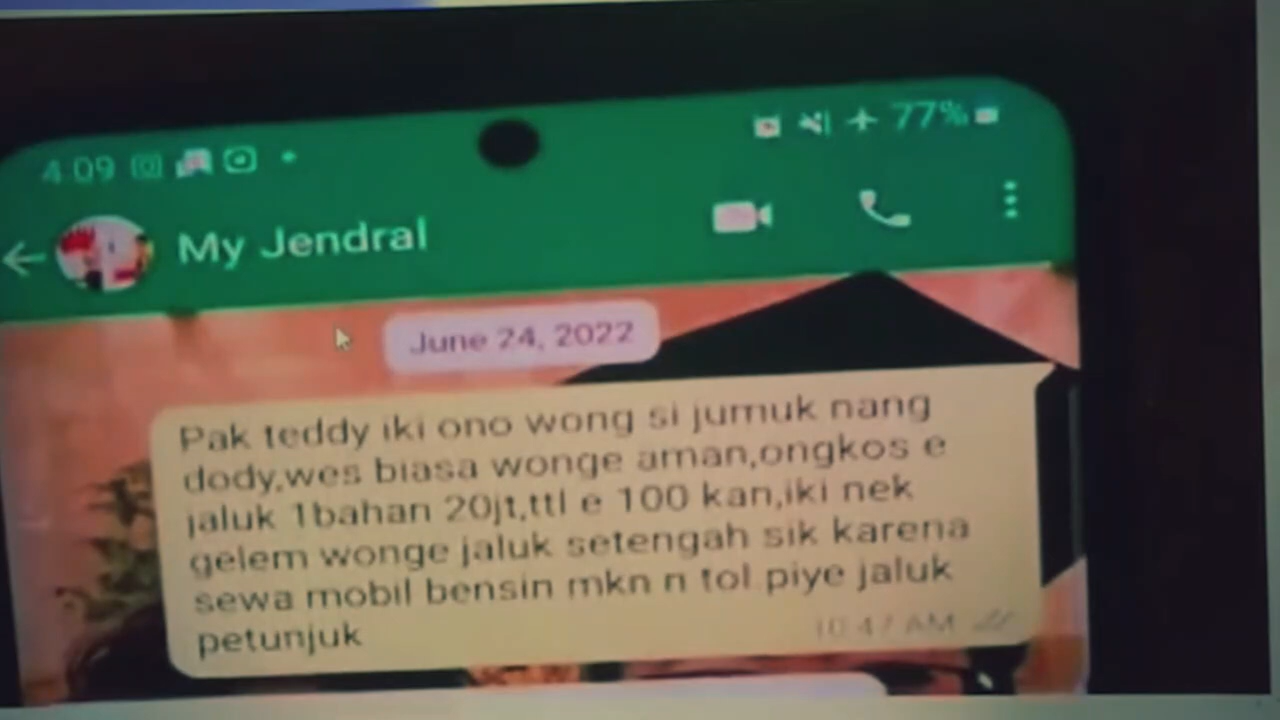 4:09
77%
My Jendral
June 24, 2022
Pak teddy iki ono wong si jumuk nang
dody,wes biasa wonge aman,ongkos e
jaluk 1bahan 20jt,ttl e 100 kan,iki nek
gelem wonge jaluk setengah sik karena
sewa mobil bensin mkn n tol piye jaluk
petunjuk
10:47 AM